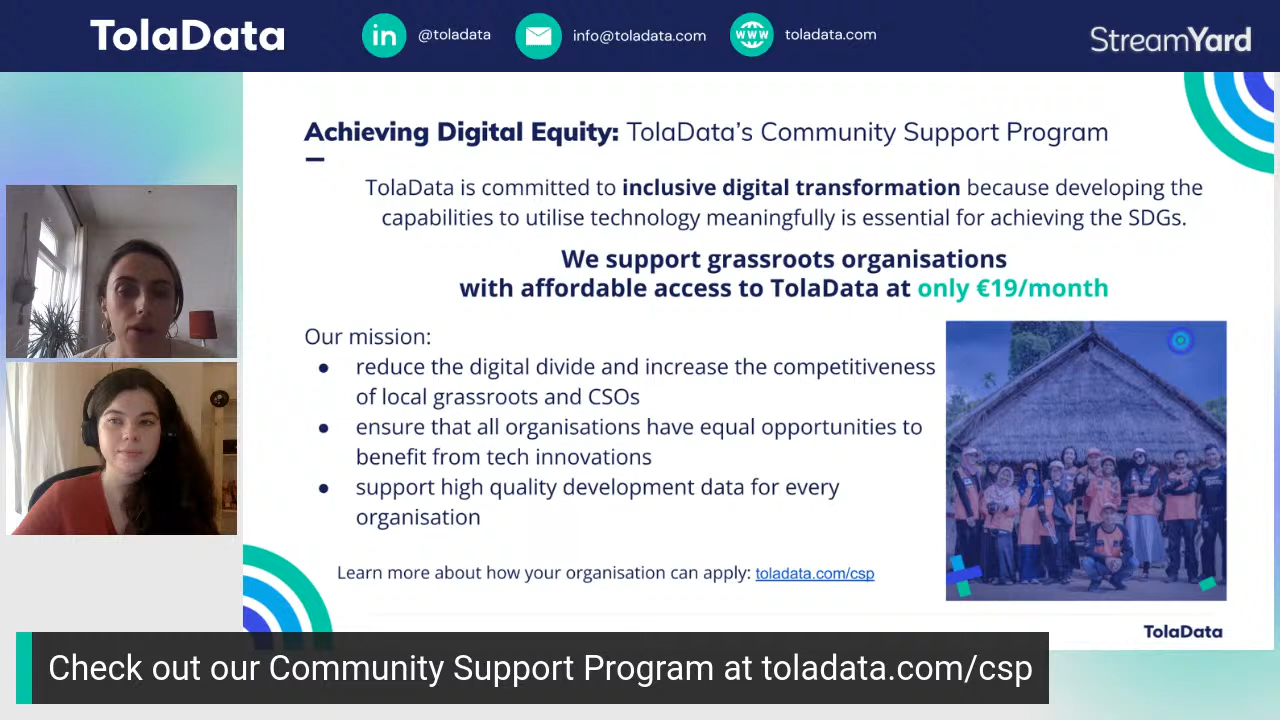 TolaData
@toladata
info@toladata.com
www
toladata.com
StreamYard
Achieving Digital Equity: TolaData's Community Support Program
TolaData is committed to inclusive digital transformation because developing the
capabilities to utilise technology meaningfully is essential for achieving the SDGs.
We support grassroots organisations
with affordable access to TolaData at only €19/month
Our mission:
● reduce the digital divide and increase the competitiveness
of local grassroots and CSOs
● ensure that all organisations have equal opportunities to
benefit from tech innovations
● support high quality development data for every
organisation
Learn more about how your organisation can apply: toladata.com/csp
TolaData
Check out our Community Support Program at toladata.com/csp